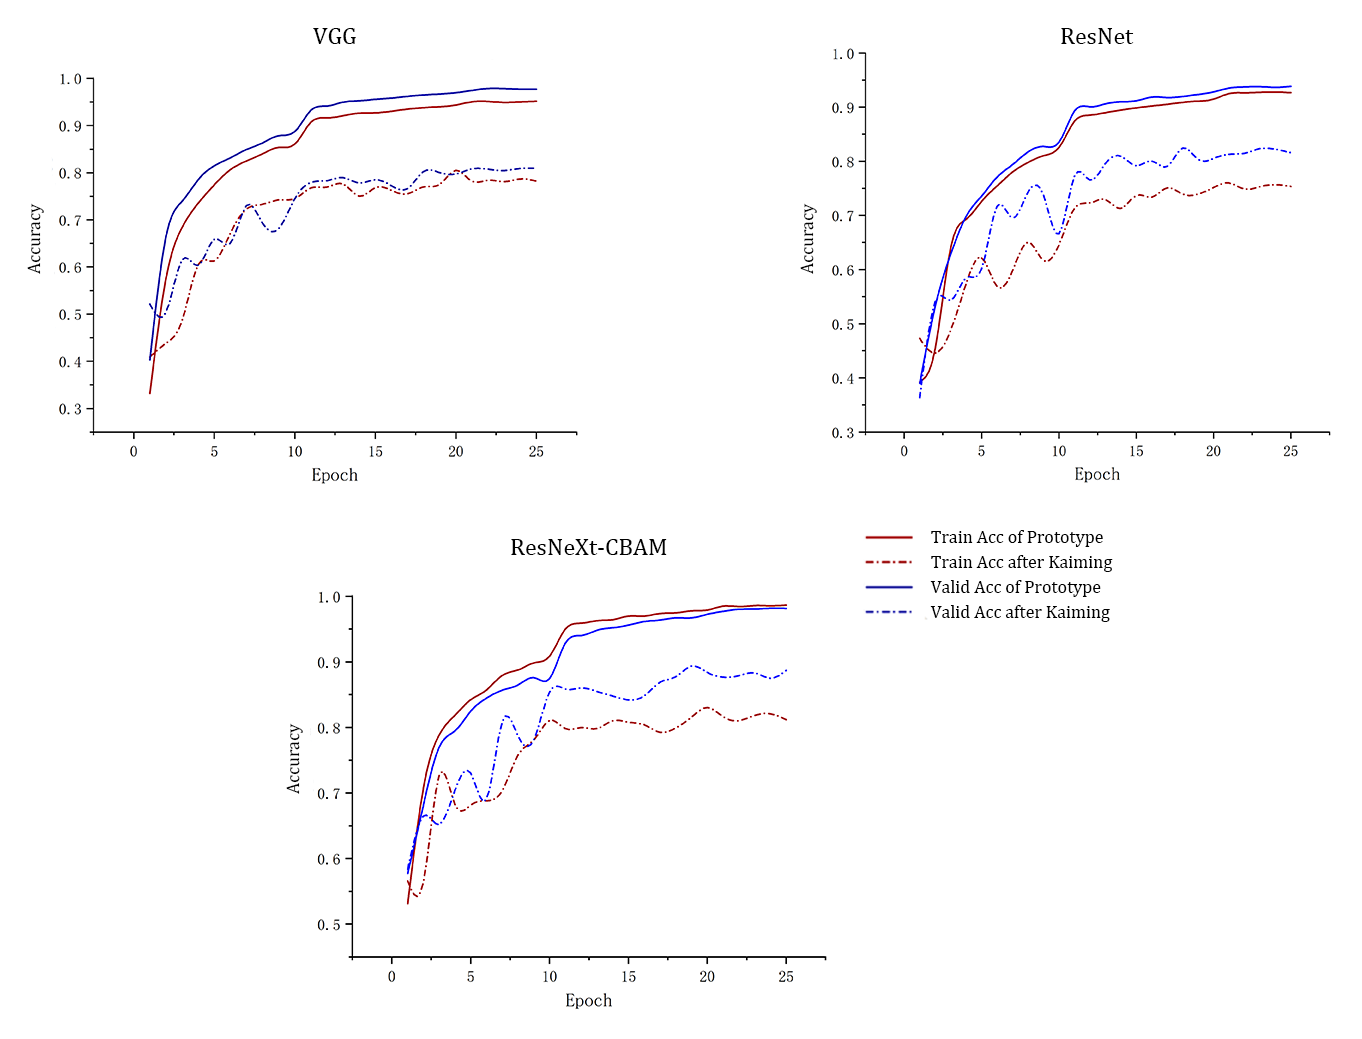 VGG
1.0
0.9
0.8
0.7
0.6
0.5
0.4
0.3
Accuracy
0 5 10 15 20 25
Epoch
ResNet
1.0
0.9
0.8
0.7
0.6
0.5
0.4
0.3
Accuracy
0 5 10 15 20 25
Epoch
ResNeXt-CBAM
1.0
0.9
0.8
0.7
0.6
0.5
Accuracy
0 5 10 15 20 25
Epoch
Train Acc of Prototype
Train Acc after Kaiming
Valid Acc of Prototype
Valid Acc after Kaiming